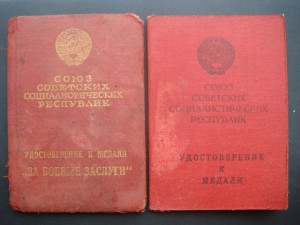 СОЮЗ
СОВЕТСКИХ
СОЦИАЛИСТИЧЕСКИХ
РЕСПУБЛИК
УДОСТОВЕРЕНИЕ К МЕДАЛИ
„ЗА БОЕВЫЕ ЗАСЛУГИ"
СОЮЗ
СОВЕТСКИХ
СОЦИАЛИСТИЧЕСКИХ
РЕСПУБЛИК
УДОСТОВЕРЕНИЕ
К
МЕДАЛИ